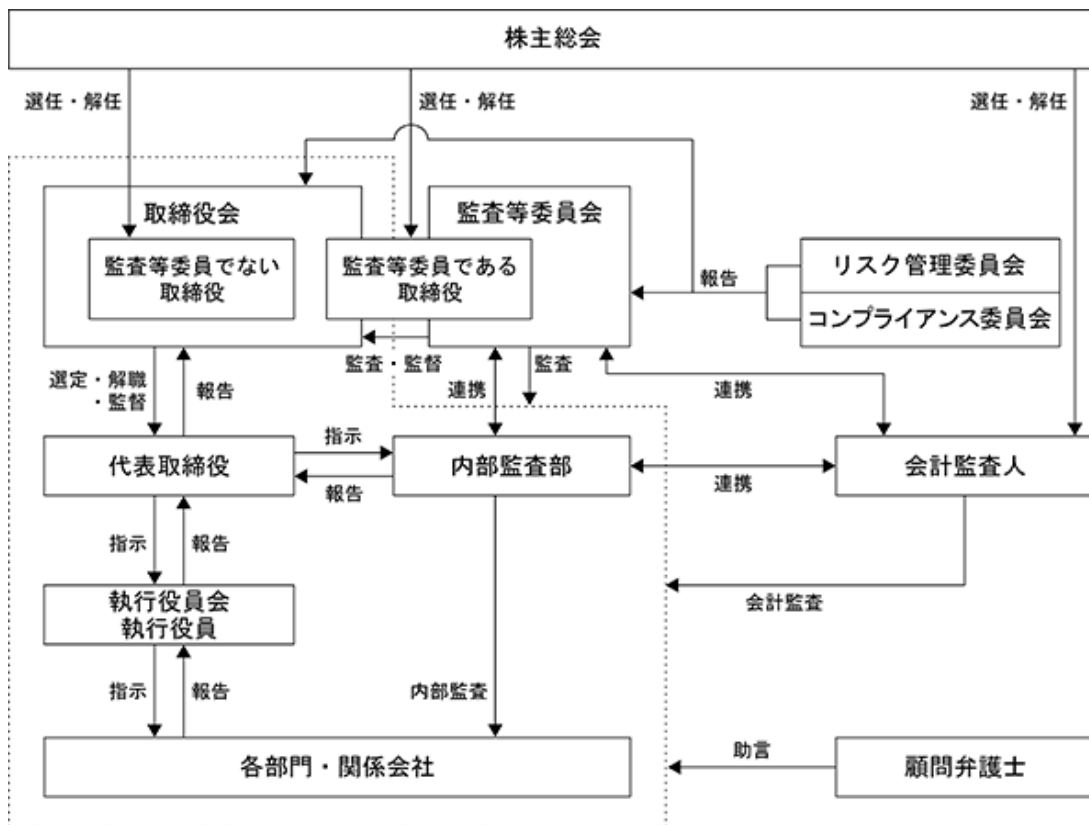 株主総会
選任・解任
選任・解任
選任・解任
取締役会
監査等委員会
監査等委員でない
取締役
監査等委員である
取締役
報告
リスク管理委員会
コンプライアンス委員会
監査・監督
監査
選定・解職
・監督
報告
連携
連携
代表取締役
指示
報告
内部監査部
連携
会計監査人
指示
報告
会計監査
執行役員会
執行役員
指示
報告
内部監査
各部門・関係会社
助言
顧問弁護士